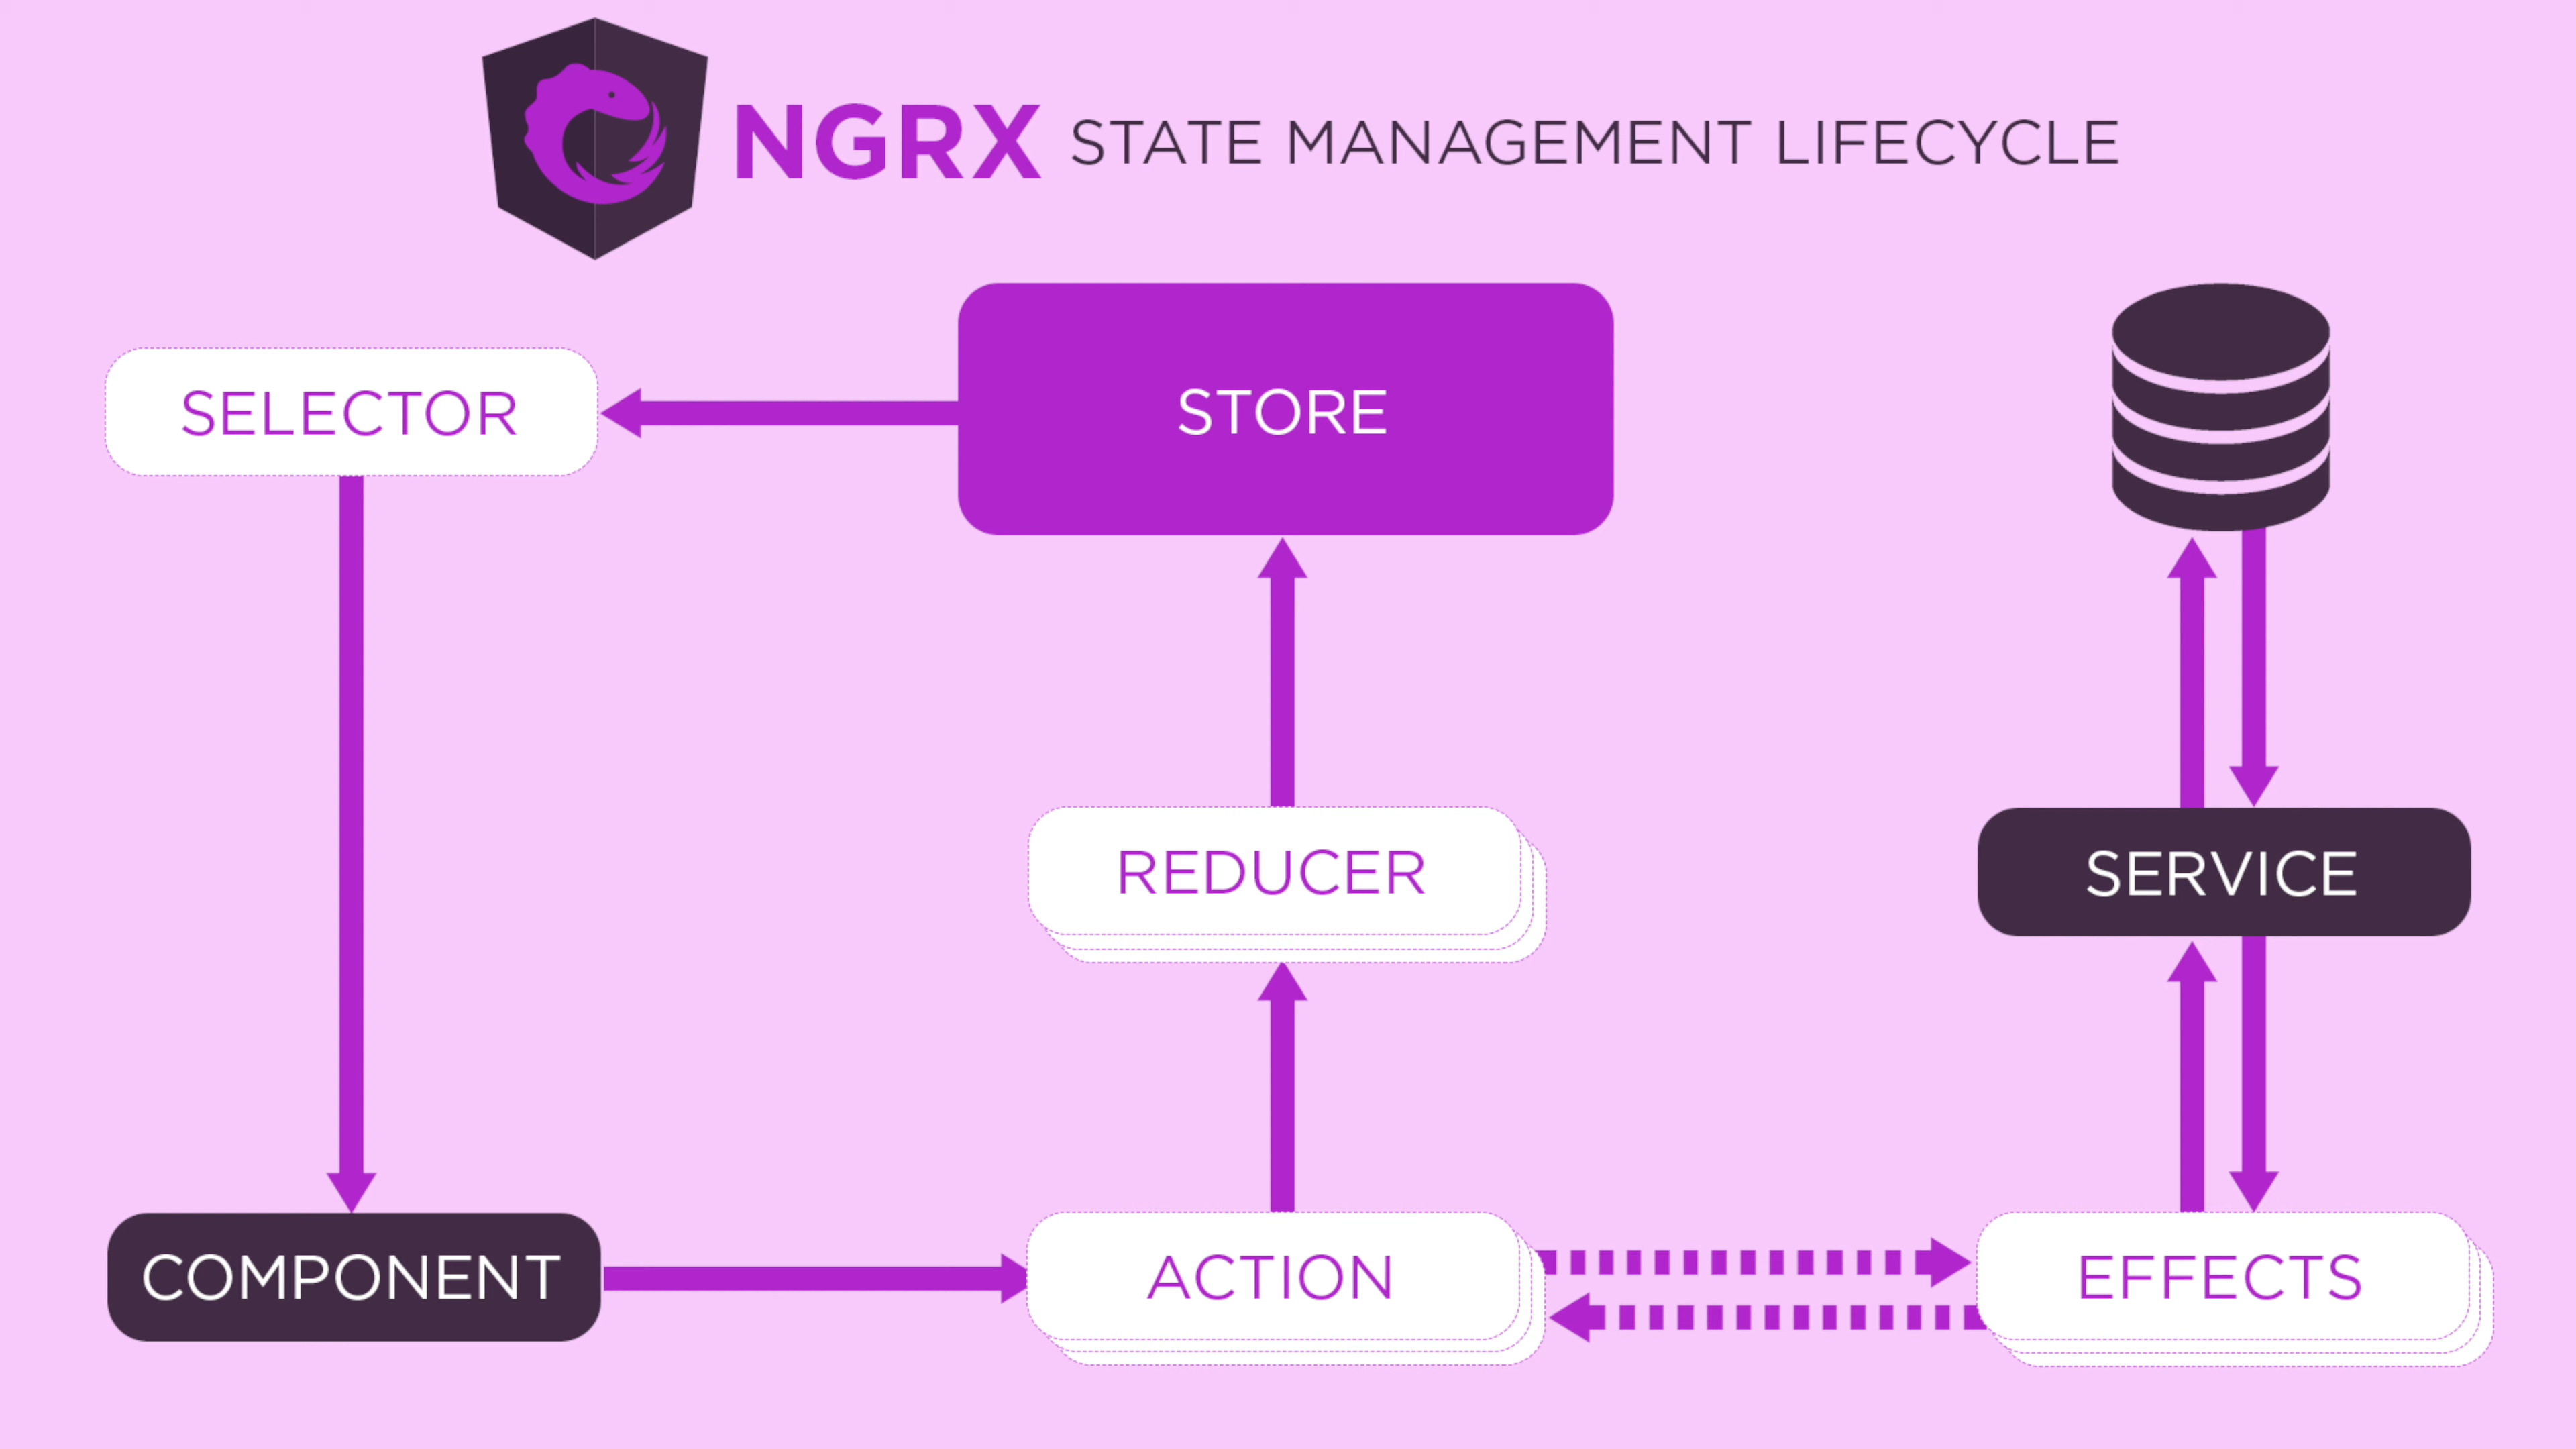 NGRX STATE MANAGEMENT LIFECYCLE
SELECTOR
STORE
REDUCER
SERVICE
COMPONENT
ACTION
EFFECTS